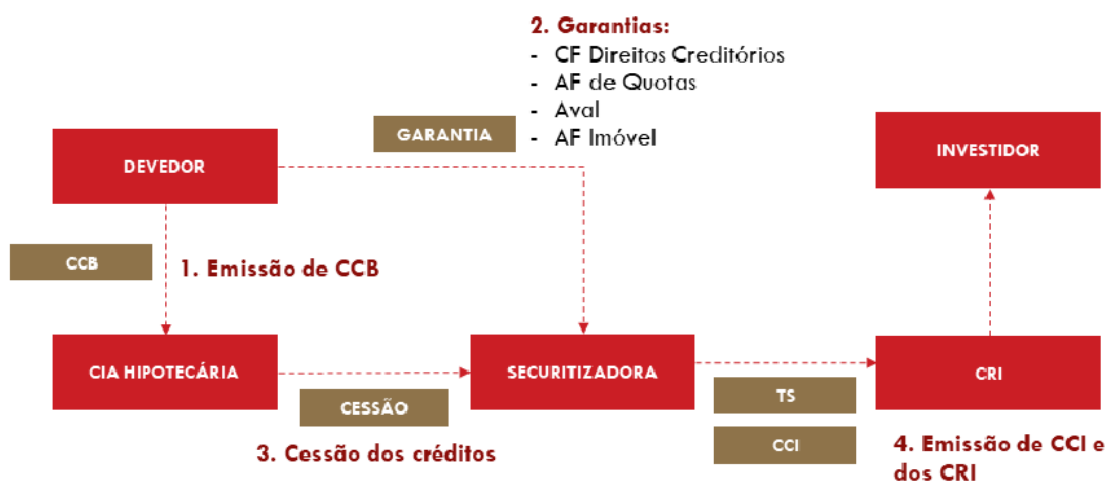 2. Garantias:
- CF Direitos Creditórios
- AF de Quotas
- Aval
- AF Imóvel
GARANTIA
DEVEDOR
INVESTIDOR
CCB
1. Emissão de CCB
CIA HIPOTECÁRIA
SECURITIZADORA
CRI
CESSÃO
TS
CCI
3. Cessão dos créditos
4. Emissão de CCI e
dos CRI